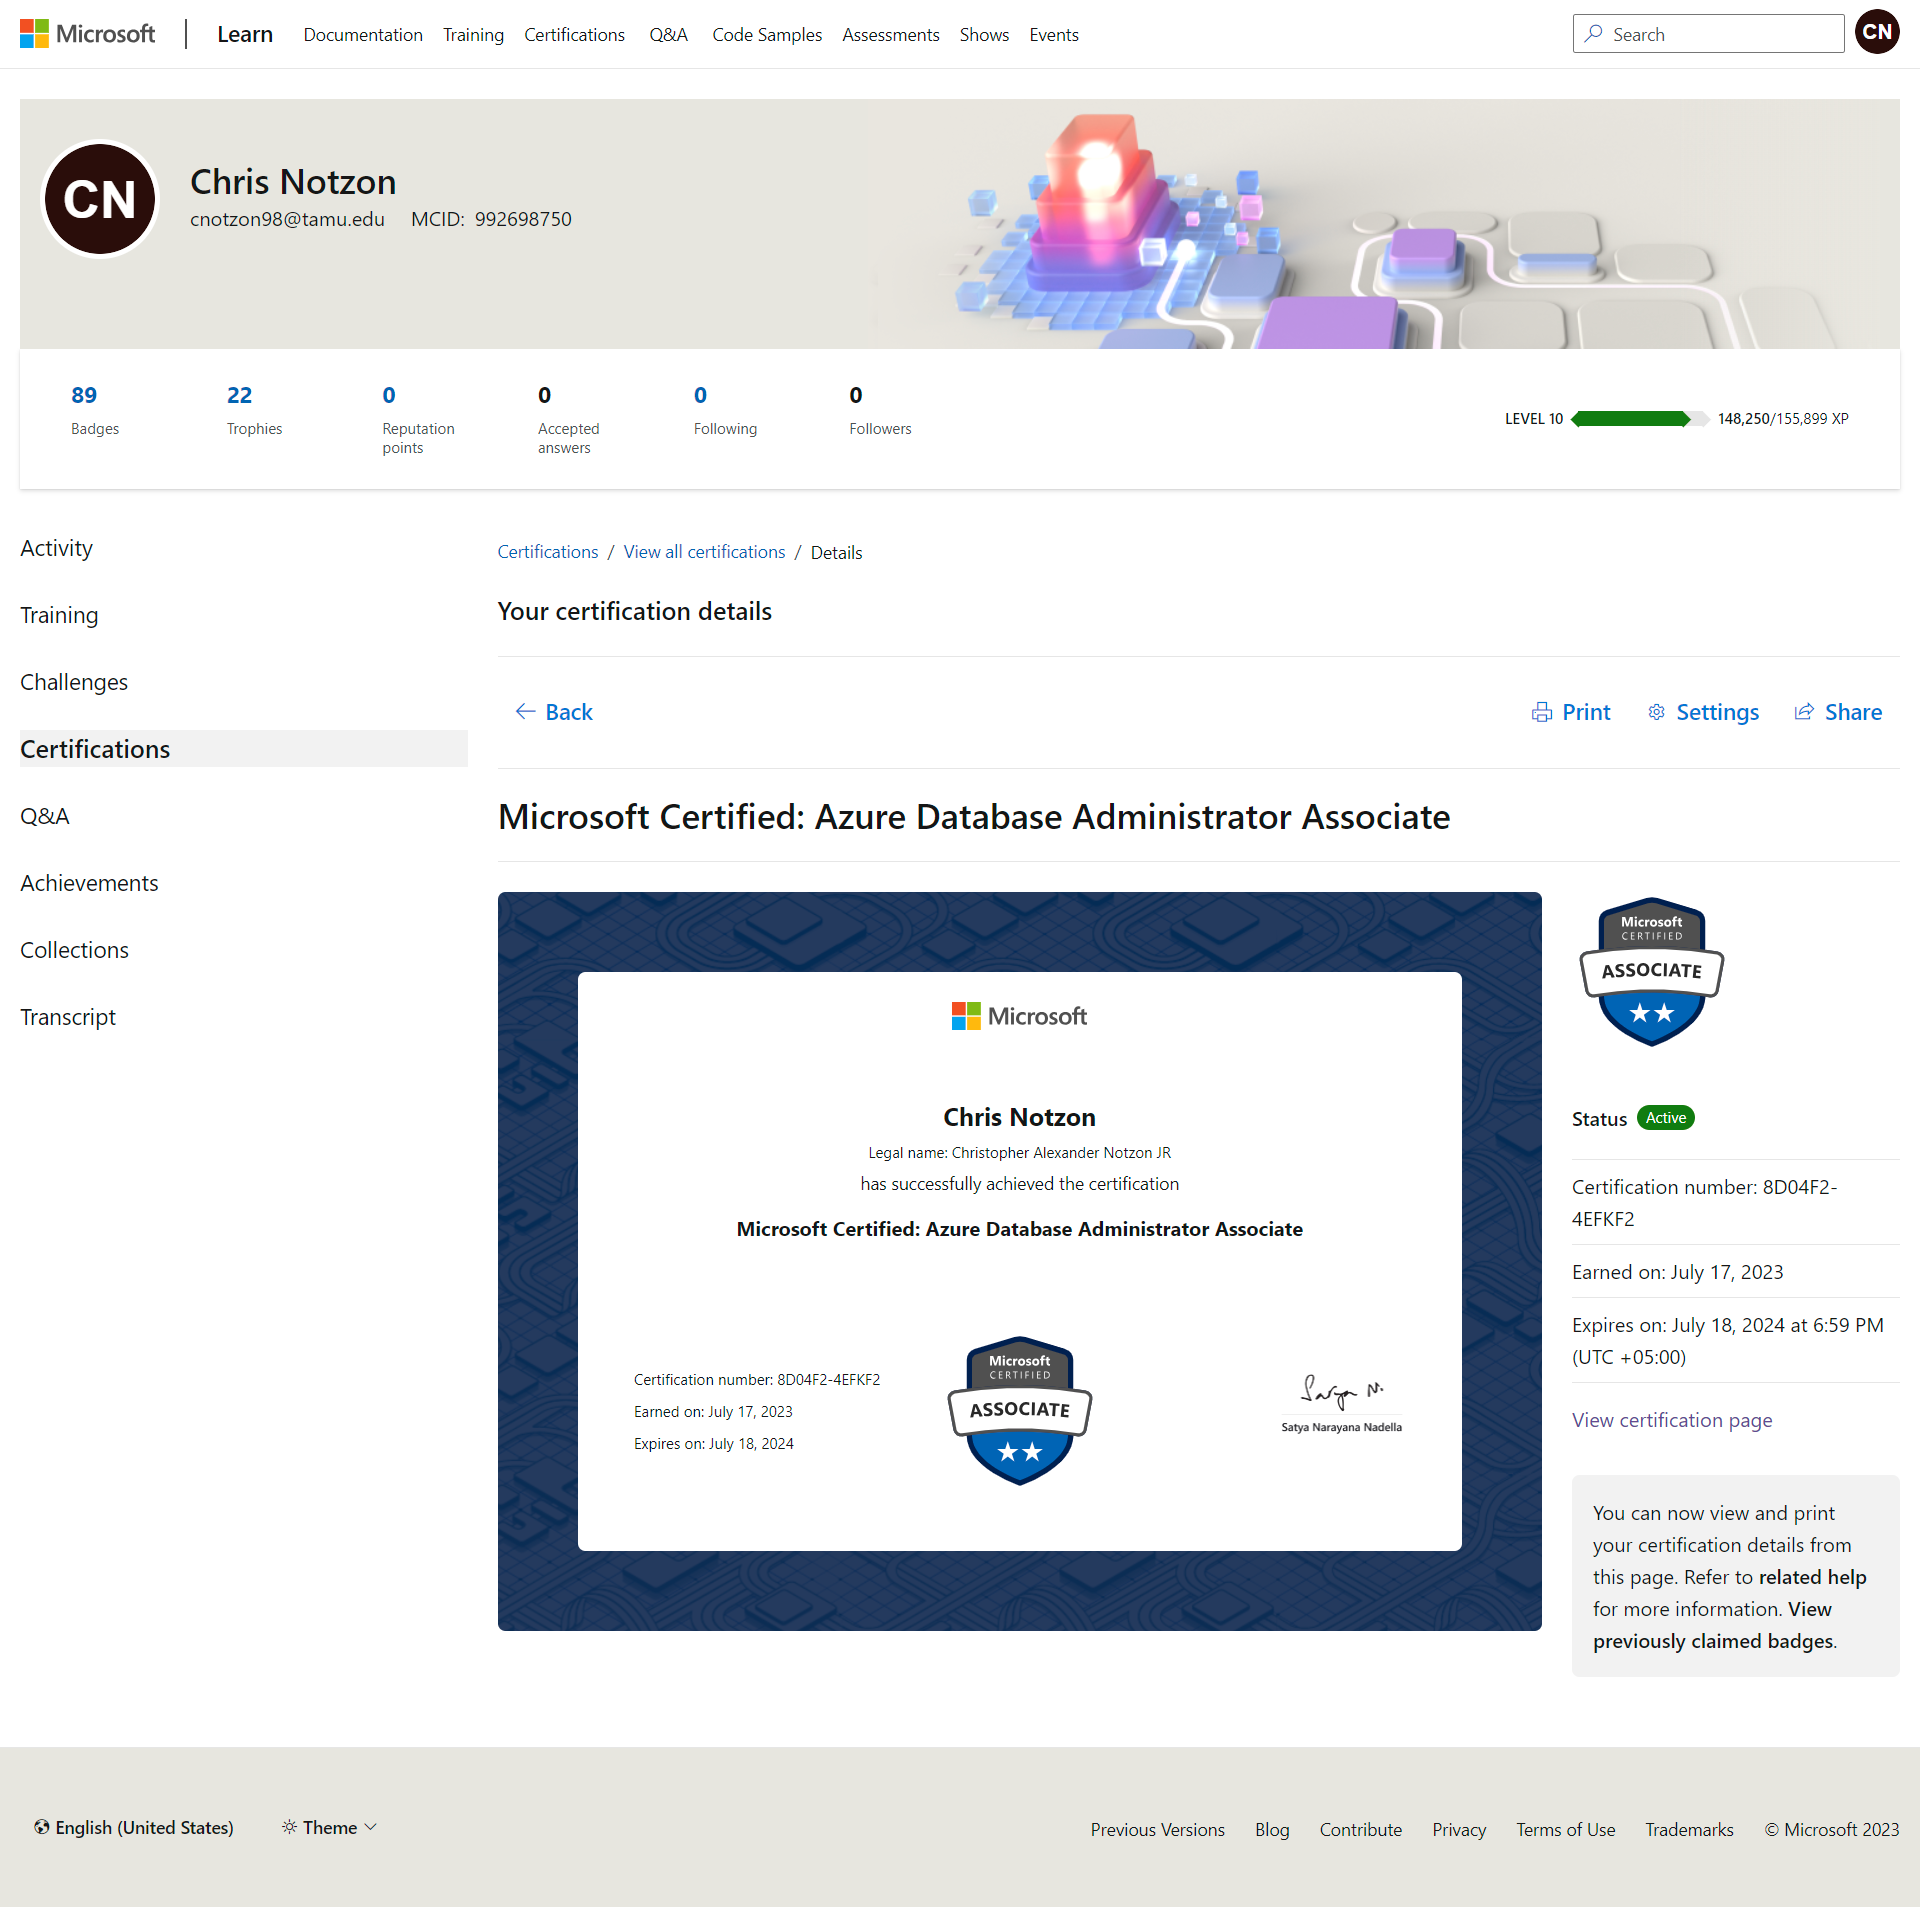 Microsoft
Learn
Documentation
Training
Certifications
Q&A
Code Samples
Assessments
Shows
Events
Search
CN
CN
Chris Notzon
cnotzon98@tamu.edu MCID: 992698750
89
Badges
22
Trophies
0
Reputation
points
0
Accepted
answers
0
Following
0
Followers
LEVEL 10 148,250/155,899 XP
Activity
Training
Challenges
Certifications
Q&A
Achievements
Collections
Transcript
Certifications / View all certifications / Details
Your certification details
Back
Print
Settings
Share
Microsoft Certified: Azure Database Administrator Associate
Microsoft
Chris Notzon
Legal name: Christopher Alexander Notzon JR
has successfully achieved the certification
Microsoft Certified: Azure Database Administrator Associate
Certification number: 8D04F2-4EFKF2
Earned on: July 17, 2023
Expires on: July 18, 2024
Microsoft
CERTIFIED
ASSOCIATE
Satya N.
Satya Narayana Nadella
Microsoft
CERTIFIED
ASSOCIATE
Status Active
Certification number: 8D04F2-
4EFKF2
Earned on: July 17, 2023
Expires on: July 18, 2024 at 6:59 PM
(UTC +05:00)
View certification page
You can now view and print
your certification details from
this page. Refer to related help
for more information. View
previously claimed badges.
English (United States)
Theme
Previous Versions
Blog
Contribute
Privacy
Terms of Use
Trademarks
© Microsoft 2023